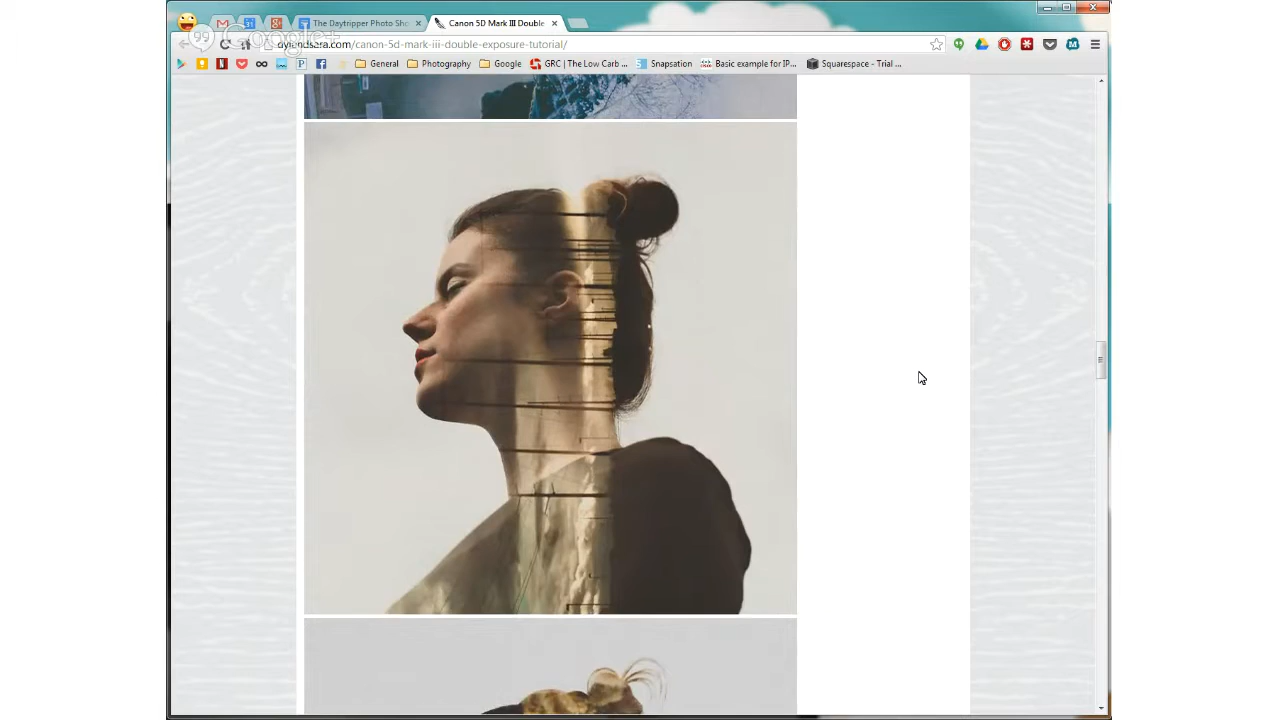 The Daytripper Photo Sho
Canon 5D Mark III Double
Google+
dylandsara.com/canon-5d-mark-iii-double-exposure-tutorial/
General
Photography
Google
GRC | The Low Carb ...
Snapsation
Basic example for IP...
Squarespace - Trial ...